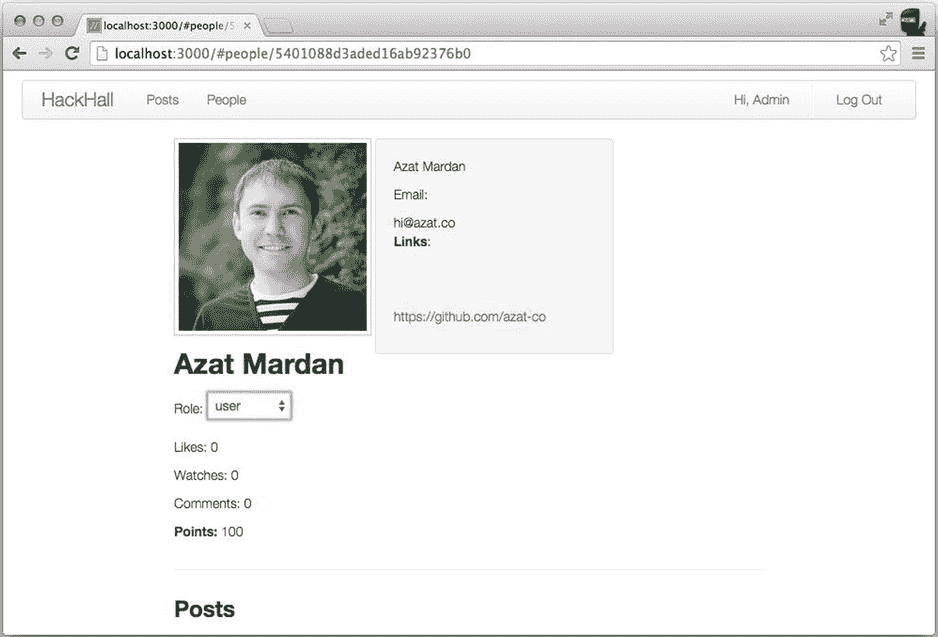 localhost:3000/#people/5
localhost:3000/#people/5401088d3aded16ab92376b0
HackHall Posts People Hi, Admin Log Out
Azat Mardan
Email:
hi@azat.co
Links:
https://github.com/azat-co
Azat Mardan
Role: user
Likes: 0
Watches: 0
Comments: 0
Points: 100
Posts